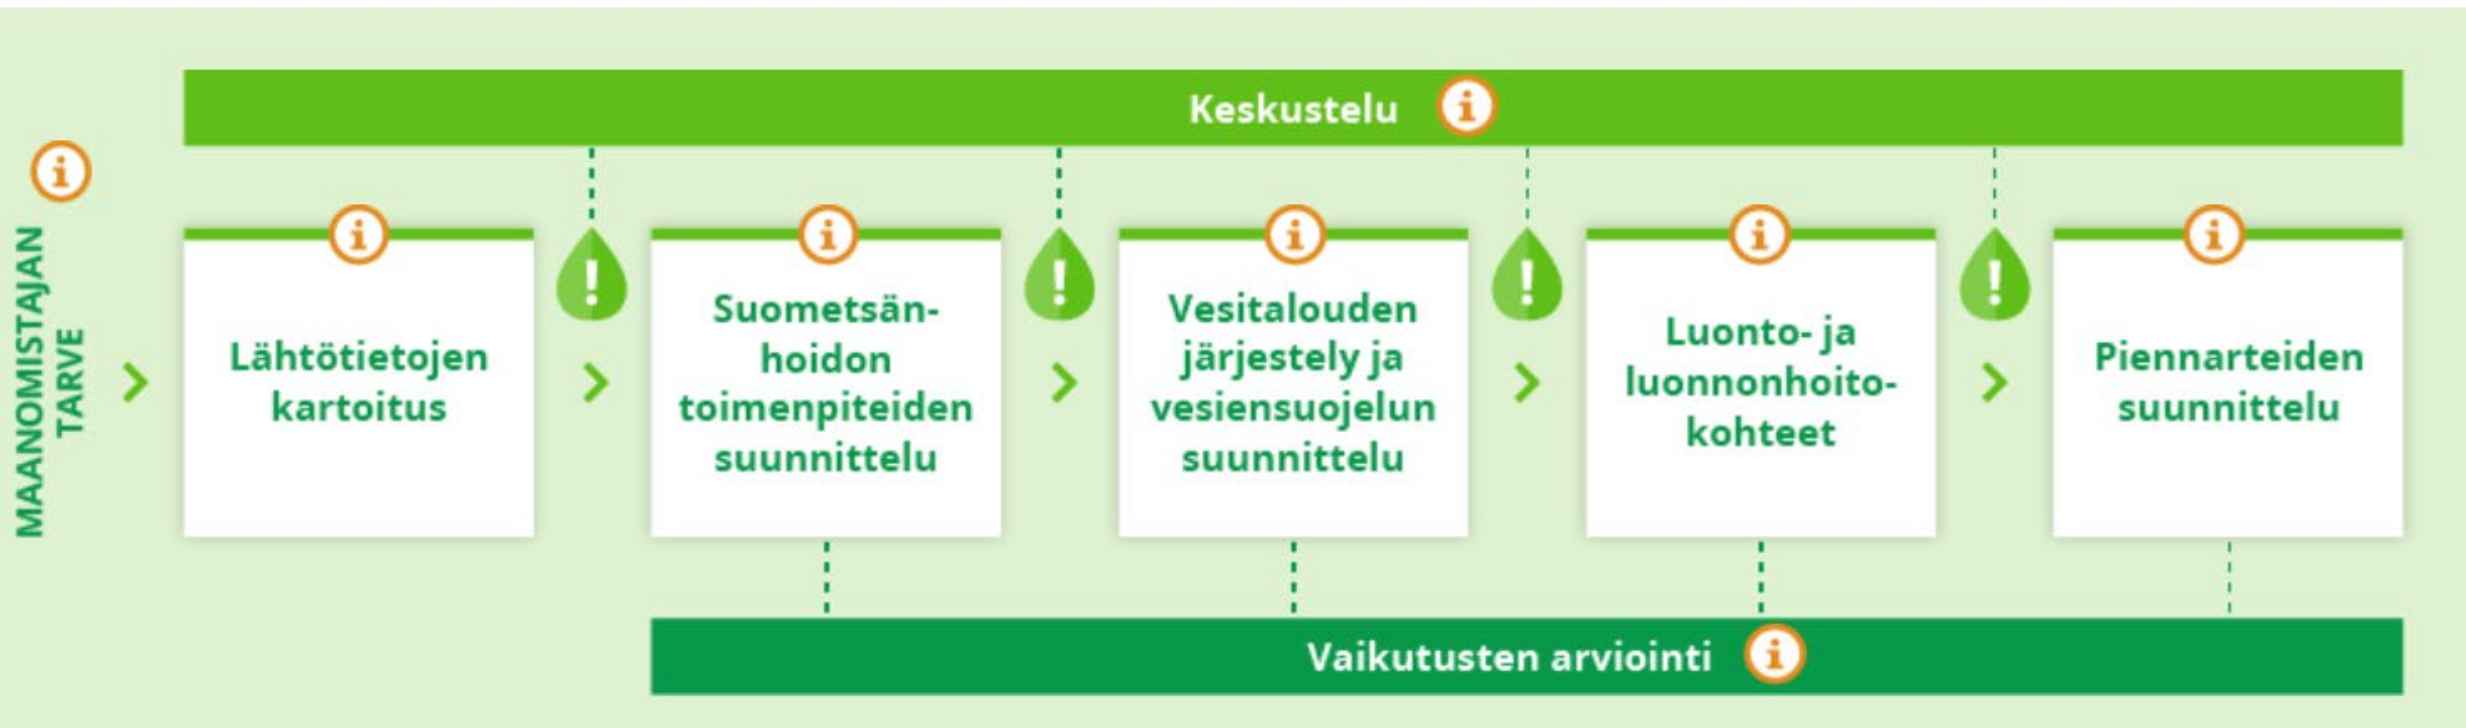 Keskustelu
MAANOMISTAJAN
TARVE
Lähtötietojen
kartoitus
Suometsän-
hoidon
toimenpiteiden
suunnittelu
Vesitalouden
järjestely ja
vesiensuojelun
suunnittelu
Luonto- ja
luonnonhoito-
kohteet
Piennarteiden
suunnittelu
Vaikutusten arviointi